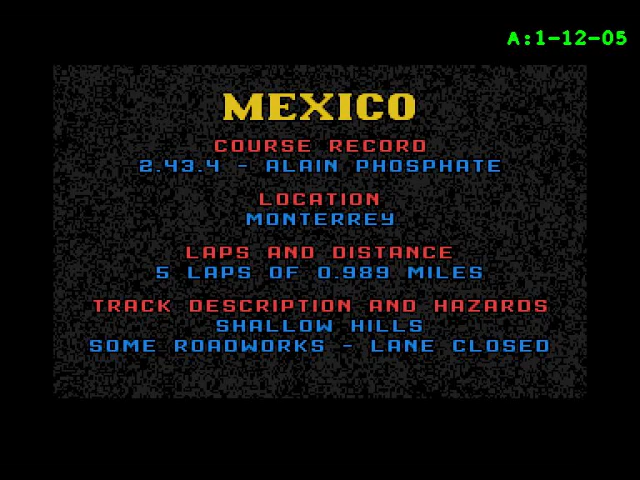 A:1-12-05
MEXICO
COURSE RECORD
2.43.4 - ALAIN PHOSPHATE
LOCATION
MONTERREY
LAPS AND DISTANCE
5 LAPS OF 0.989 MILES
TRACK DESCRIPTION AND HAZARDS
SHALLOW HILLS
SOME ROADWORKS - LANE CLOSED